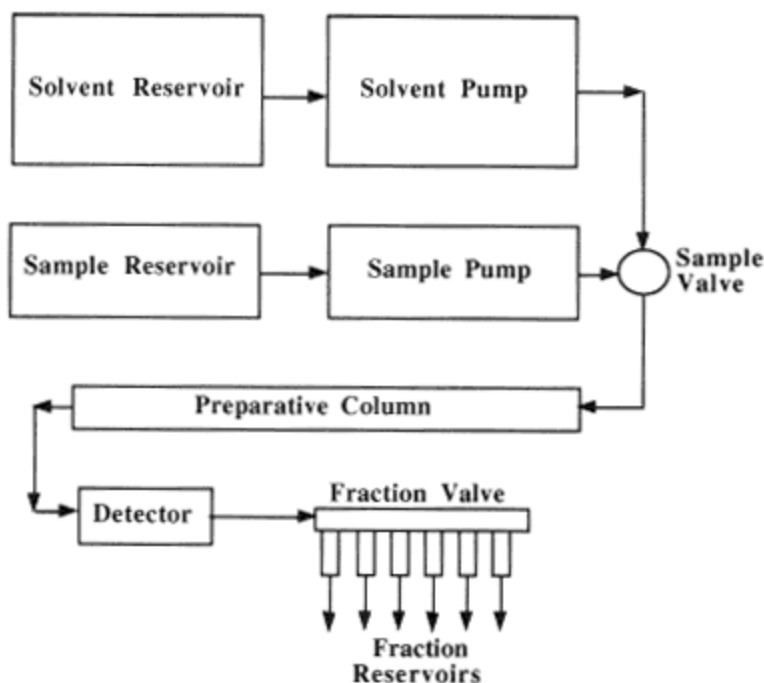 Solvent Reservoir
Solvent Pump
Sample Reservoir
Sample Pump
Sample
Valve
Preparative Column
Detector
Fraction Valve
Fraction
Reservoirs